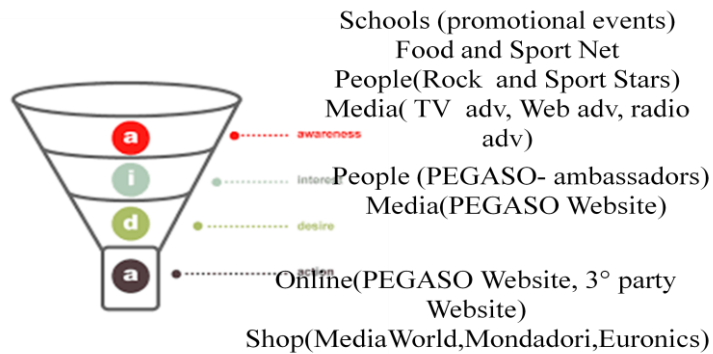 Schools (promotional events)
Food and Sport Net
People(Rock and Sport Stars)
Media( TV adv, Web adv, radio
adv)
a
awareness
People (PEGASO- ambassadors)
i
interest
Media(PEGASO Website)
d
desire
a
action
Online(PEGASO Website, 3° party
Website)
Shop(MediaWorld,Mondadori,Euronics)